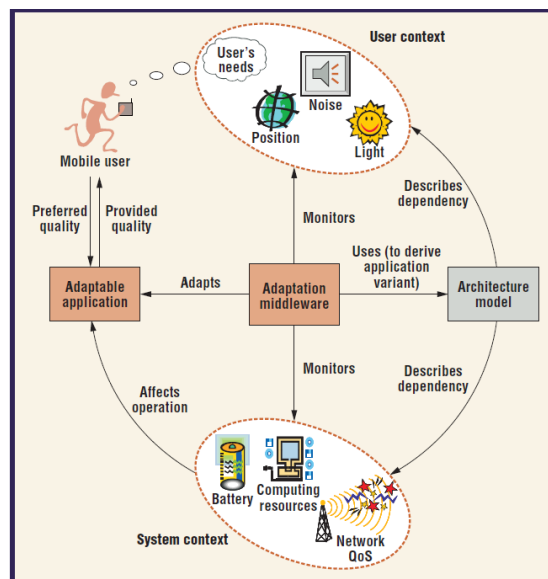 User context
User's
needs
Noise
Position
Light
Mobile user
Describes
dependency
Preferred
quality
Provided
quality
Monitors
Uses (to derive
application
variant)
Adaptable
application
Adapts
Adaptation
middleware
Architecture
model
Monitors
Describes
dependency
Affects
operation
Battery
Computing
resources
Network
QoS
System context